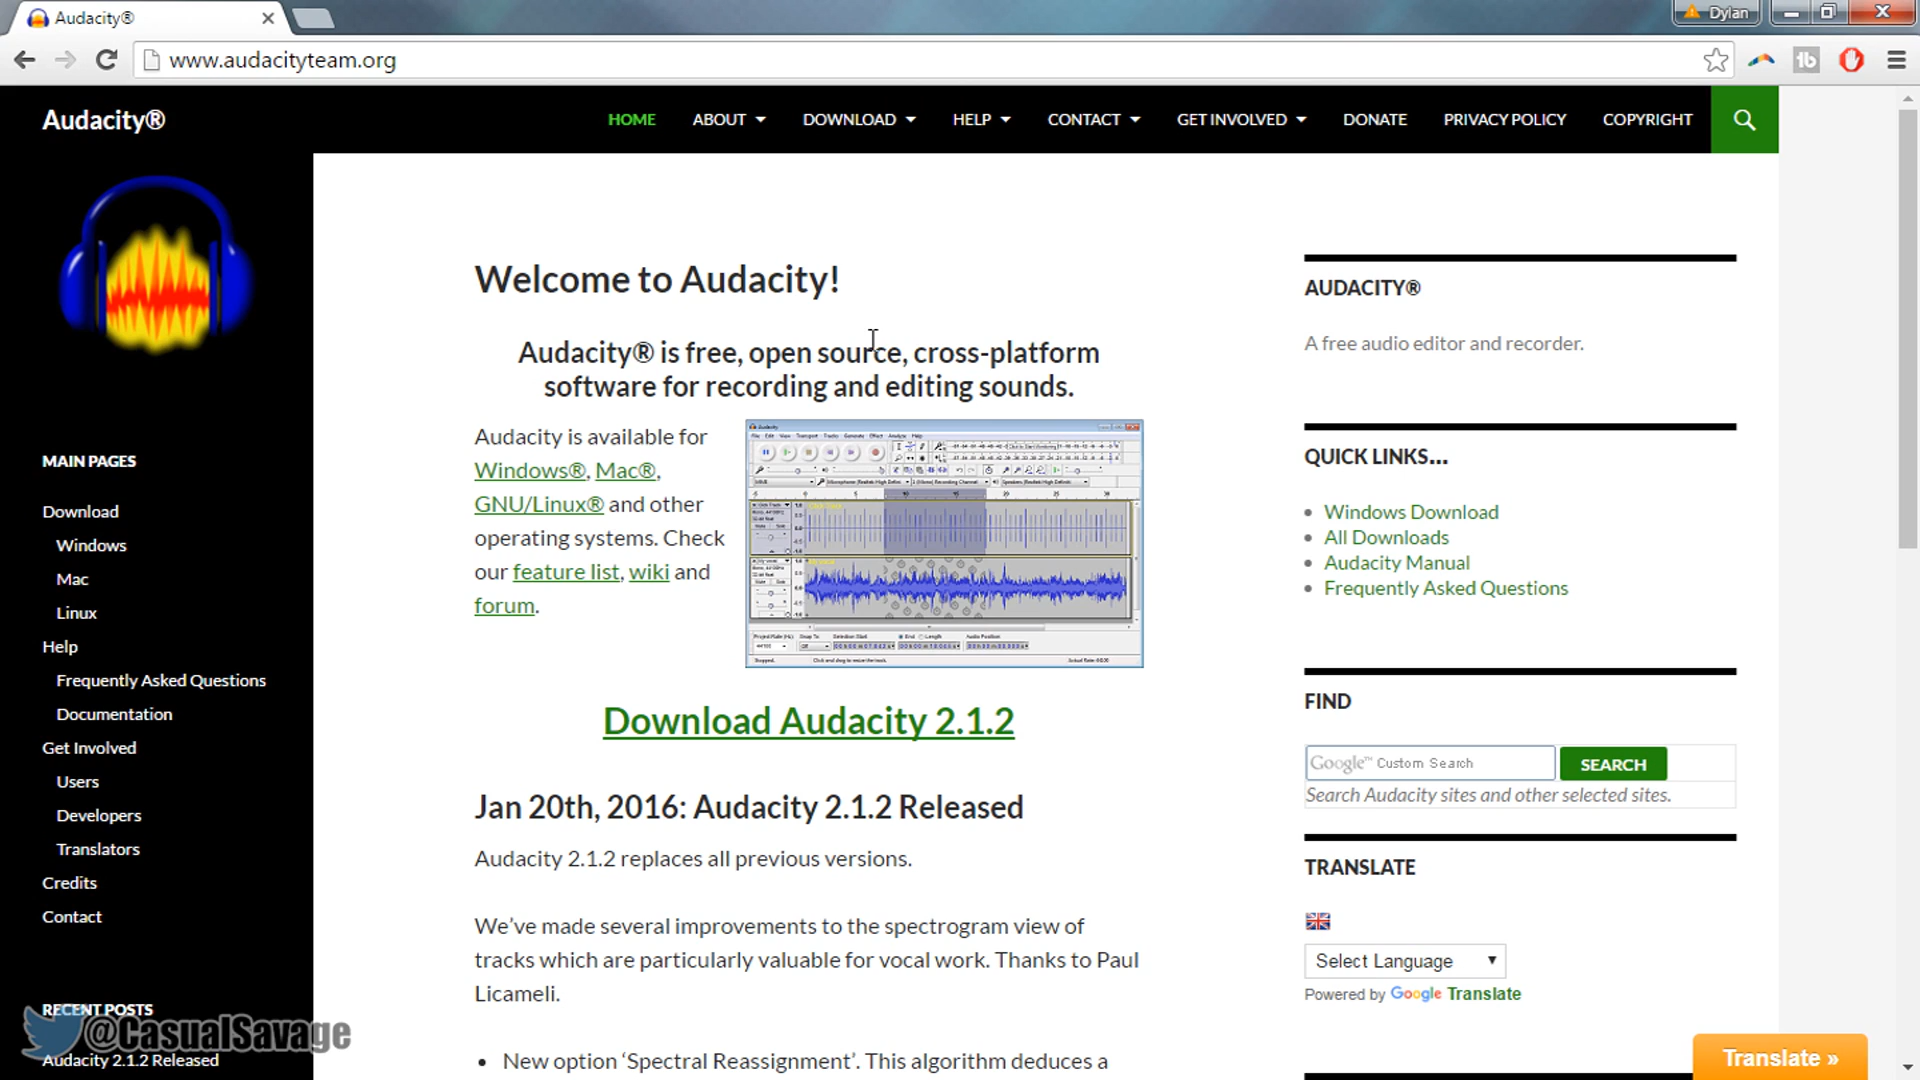 Audacity®
Dylan
www.audacityteam.org
Audacity®
HOME ABOUT DOWNLOAD HELP CONTACT GET INVOLVED DONATE PRIVACY POLICY COPYRIGHT
MAIN PAGES
Download
Windows
Mac
Linux
Help
Frequently Asked Questions
Documentation
Get Involved
Users
Developers
Translators
Credits
Contact
RECENT POSTS
@CasualSavage
Audacity 2.1.2 Released
Welcome to Audacity!
Audacity® is free, open source, cross-platform
software for recording and editing sounds.
Audacity is available for
Windows®, Mac®,
GNU/Linux® and other
operating systems. Check
our feature list, wiki and
forum.
Download Audacity 2.1.2
Jan 20th, 2016: Audacity 2.1.2 Released
Audacity 2.1.2 replaces all previous versions.
We've made several improvements to the spectrogram view of
tracks which are particularly valuable for vocal work. Thanks to Paul
Licameli.
• New option ‘Spectral Reassignment’. This algorithm deduces a
AUDACITY®
A free audio editor and recorder.
QUICK LINKS...
• Windows Download
• All Downloads
• Audacity Manual
• Frequently Asked Questions
FIND
Google™ Custom Search SEARCH
Search Audacity sites and other selected sites.
TRANSLATE
Select Language
Powered by Google Translate
Translate »